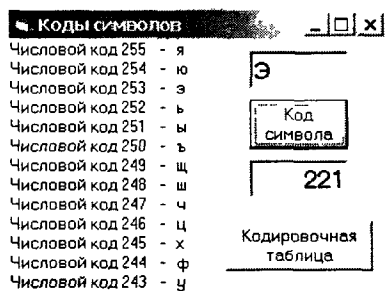 Коды символов
Числовой код 255 - я
Числовой код 254 - ю
Числовой код 253 - э
Числовой код 252 - ь
Числовой код 251 - ы
Числовой код 250 - ъ
Числовой код 249 - щ
Числовой код 248 - ш
Числовой код 247 - ч
Числовой код 246 - ц
Числовой код 245 - х
Числовой код 244 - ф
Числовой код 243 - у
Э
Код
символа
221
Кодировочная
таблица